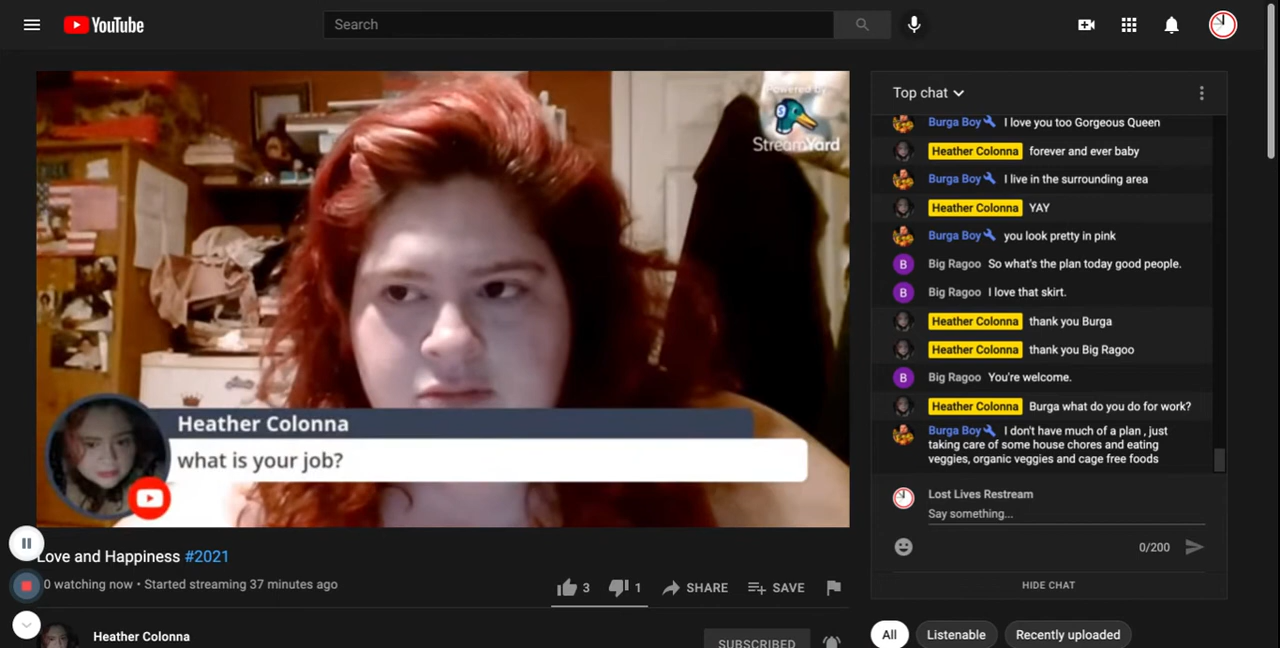 YouTube
Search
Powered by
StreamYard
Heather Colonna
what is your job?
Love and Happiness #2021
0 watching now • Started streaming 37 minutes ago
3
1
SHARE
SAVE
Heather Colonna
SUBSCRIBED
Top chat
Burga Boy I love you too Gorgeous Queen
Heather Colonna forever and ever baby
Burga Boy I live in the surrounding area
Heather Colonna YAY
Burga Boy you look pretty in pink
B Big Ragoo So what's the plan today good people.
B Big Ragoo I love that skirt.
Heather Colonna thank you Burga
Heather Colonna thank you Big Ragoo
B Big Ragoo You're welcome.
Heather Colonna Burga what do you do for work?
Burga Boy I don't have much of a plan , just
taking care of some house chores and eating
veggies, organic veggies and cage free foods
Lost Lives Restream
Say something...
0/200
HIDE CHAT
All
Listenable
Recently uploaded